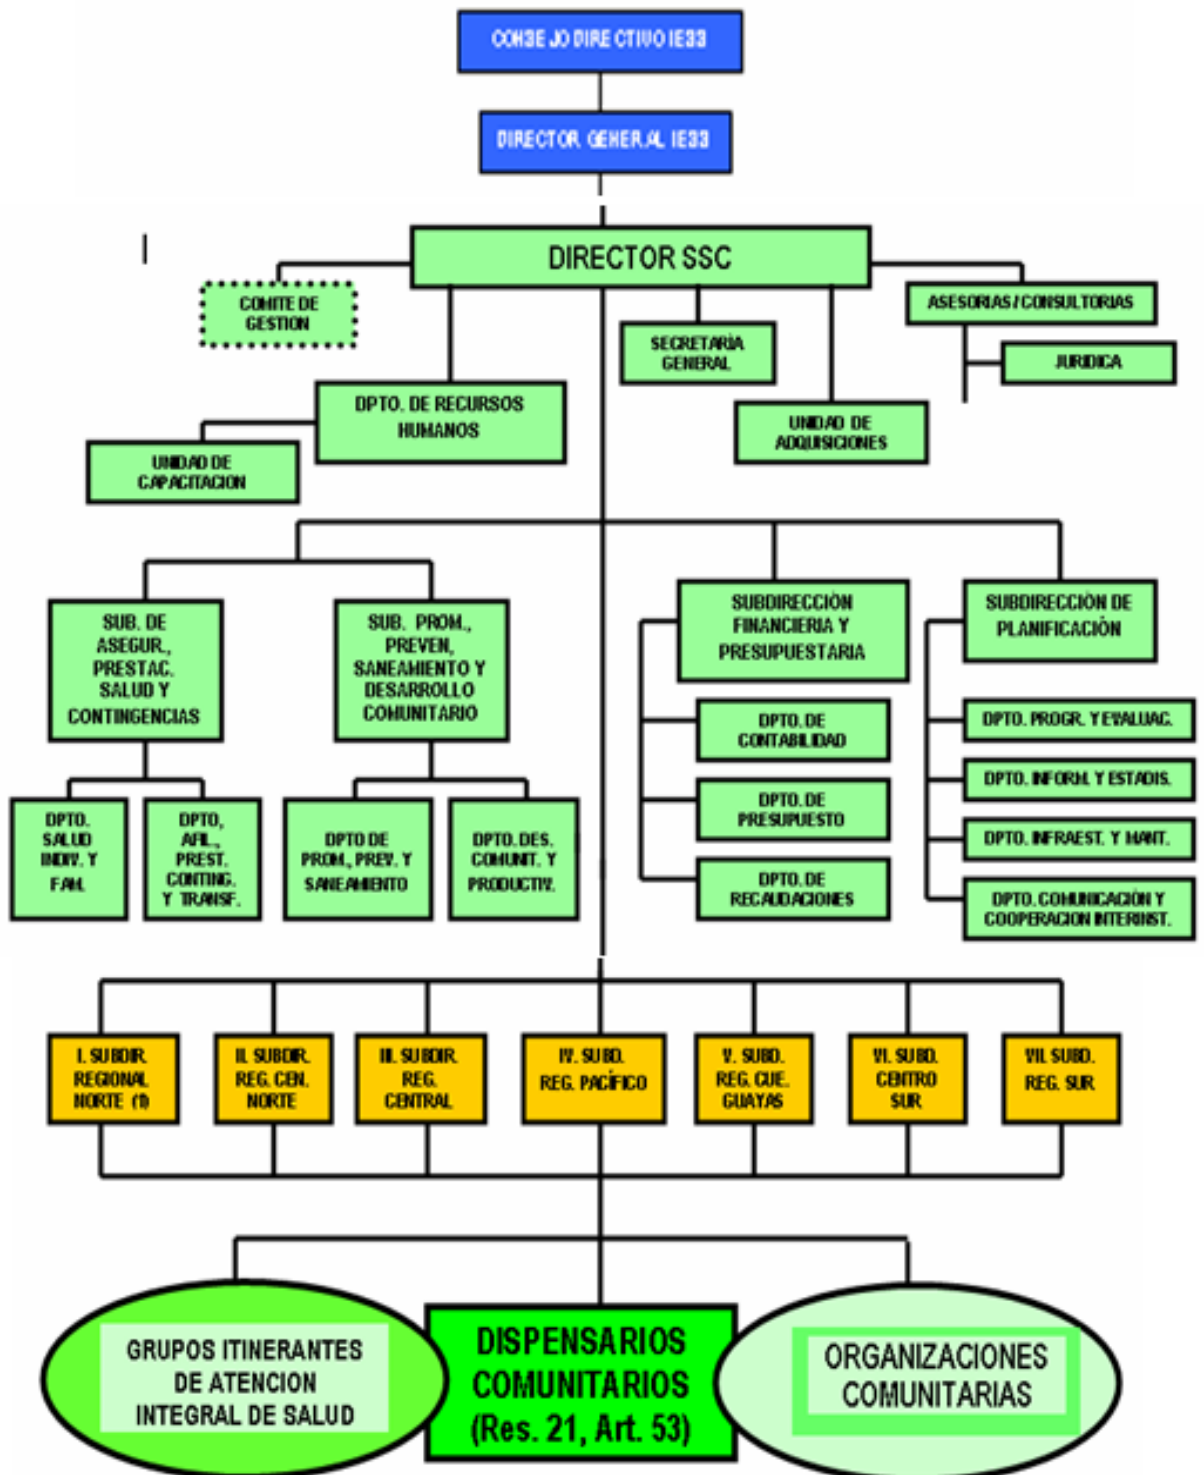 CONSEJO DIRECTIVO IESS
DIRECTOR GENERAL IESS
DIRECTOR SSC
COMITE DE
GESTION
ASESORIAS / CONSULTORIAS
SECRETARÍA
GENERAL
JURIDICA
DPTO. DE RECURSOS
HUMANOS
UNIDAD DE
ADQUISICIONES
UNIDAD DE
CAPACITACION
SUB. DE
ASEGUR.,
PRESTAC.
SALUD Y
CONTINGENCIAS
SUB. PROM.,
PREVEN,
SANEAMIENTO Y
DESARROLLO
COMUNITARIO
SUBDIRECCIÓN
FINANCIERIA Y
PRESUPUESTARIA
SUBDIRECCIÓN DE
PLANIFICACIÓN
DPTO. DE
CONTABILIDAD
DPTO. DE
PRESUPUESTO
DPTO. DE
RECAUDACIONES
DPTO. PROGR. Y EVALUAC.
DPTO. INFORM. Y ESTADIS.
DPTO. INFRAEST. Y MANT.
DPTO. COMUNICACIÓN Y
COOPERACION INTERINST.
DPTO.
SALUD
INDIV. Y
FAM.
DPTO,
AFIL.,
PREST.
CONTING.
Y TRANSF.
DPTO DE
PROM., PREV. Y
SANEAMIENTO
DPTO. DES.
COMUNIT. Y
PRODUCTIV.
I. SUBDIR.
REGIONAL
NORTE (1)
II. SUBDIR.
REG. CEN.
NORTE
III. SUBDIR.
REG.
CENTRAL
IV. SUBD.
REG. PACÍFICO
V. SUBD.
REG. CUE.
GUAYAS
VI. SUBD.
CENTRO
SUR
VII. SUBD.
REG. SUR
GRUPOS ITINERANTES
DE ATENCION
INTEGRAL DE SALUD
DISPENSARIOS
COMUNITARIOS
(Res. 21, Art. 53)
ORGANIZACIONES
COMUNITARIAS